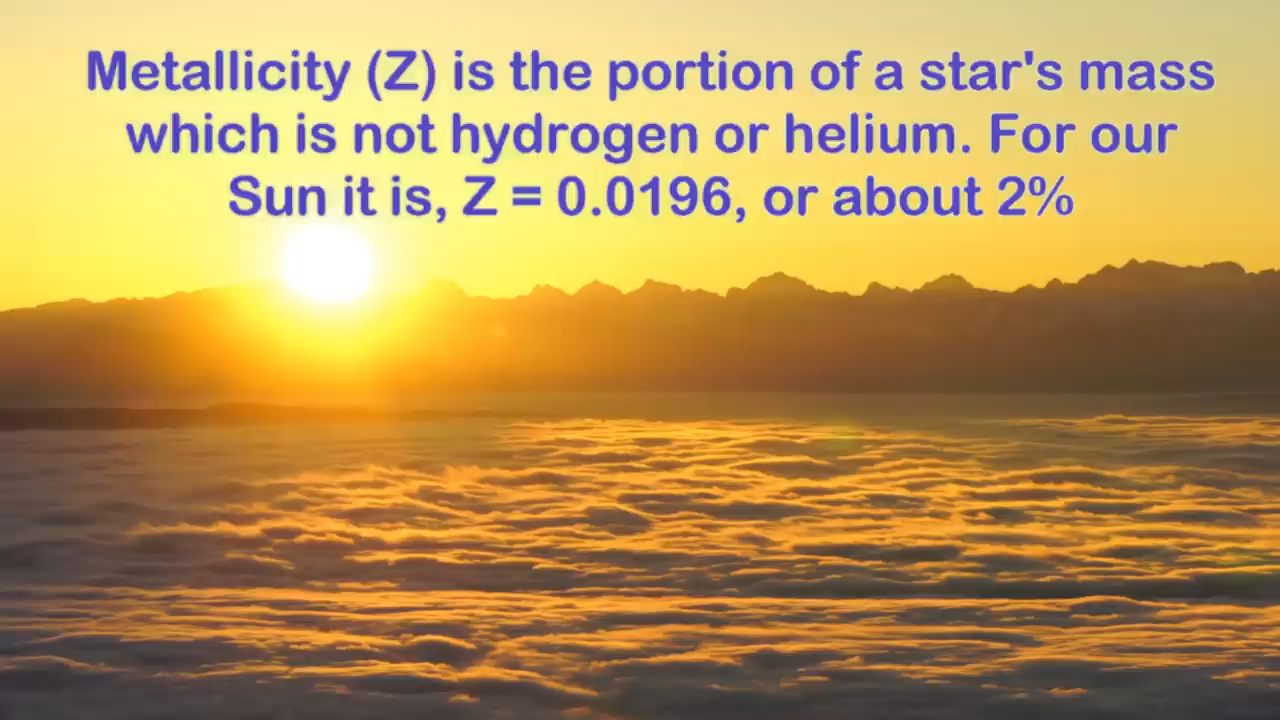 Metallicity (Z) is the portion of a star's mass
which is not hydrogen or helium. For our
Sun it is, Z = 0.0196, or about 2%